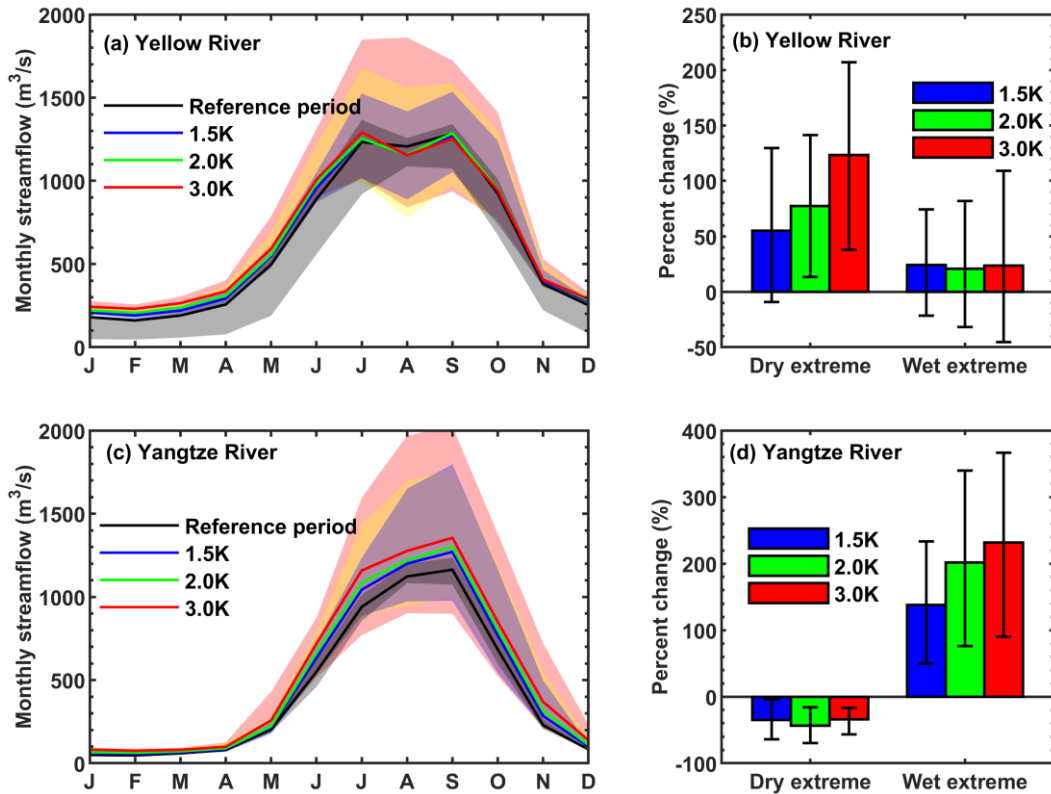 (a) Yellow River
Monthly streamflow (m³/s)
2000
1500
1000
500
0
Reference period
1.5K
2.0K
3.0K
J F M A M J J A S O N D
(b) Yellow River
Percent change (%)
250
200
150
100
50
0
-50
1.5K
2.0K
3.0K
Dry extreme Wet extreme
(c) Yangtze River
Monthly streamflow (m³/s)
2000
1500
1000
500
0
Reference period
1.5K
2.0K
3.0K
J F M A M J J A S O N D
(d) Yangtze River
Percent change (%)
400
300
200
100
0
-100
1.5K
2.0K
3.0K
Dry extreme Wet extreme